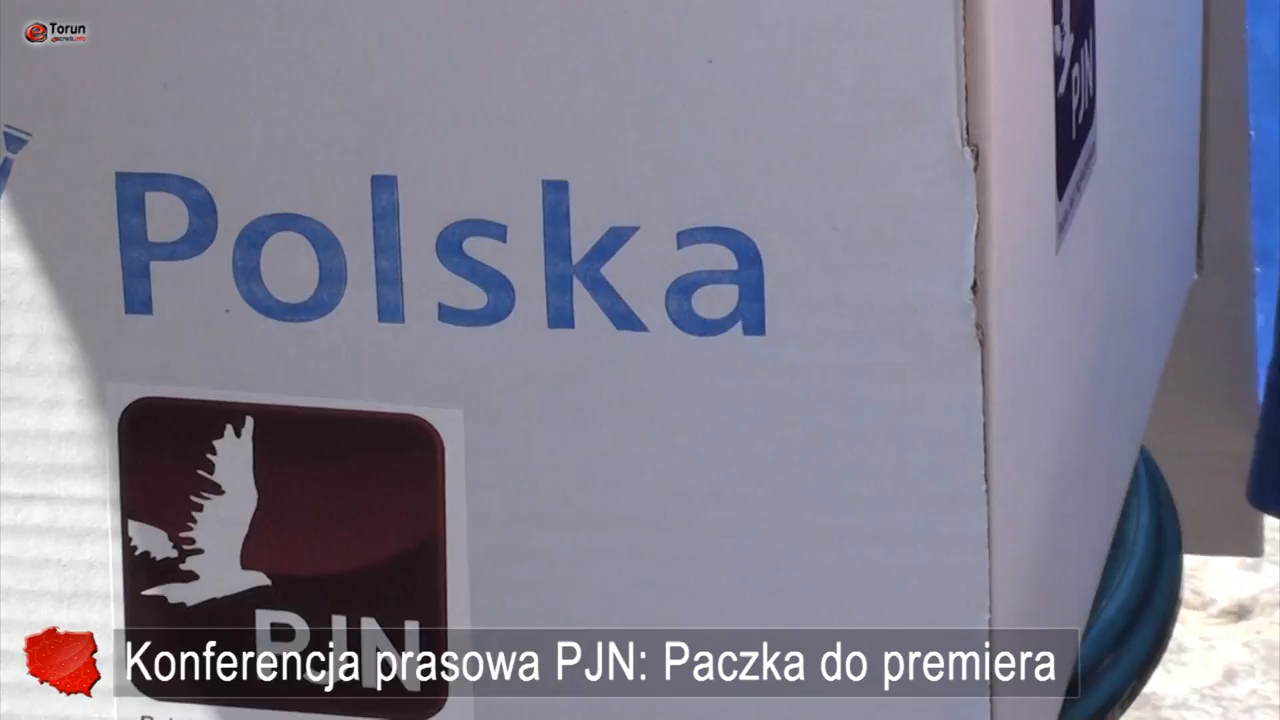 Torun
PJN
Polska
PJN
Konferencja prasowa PJN: Paczka do premiera